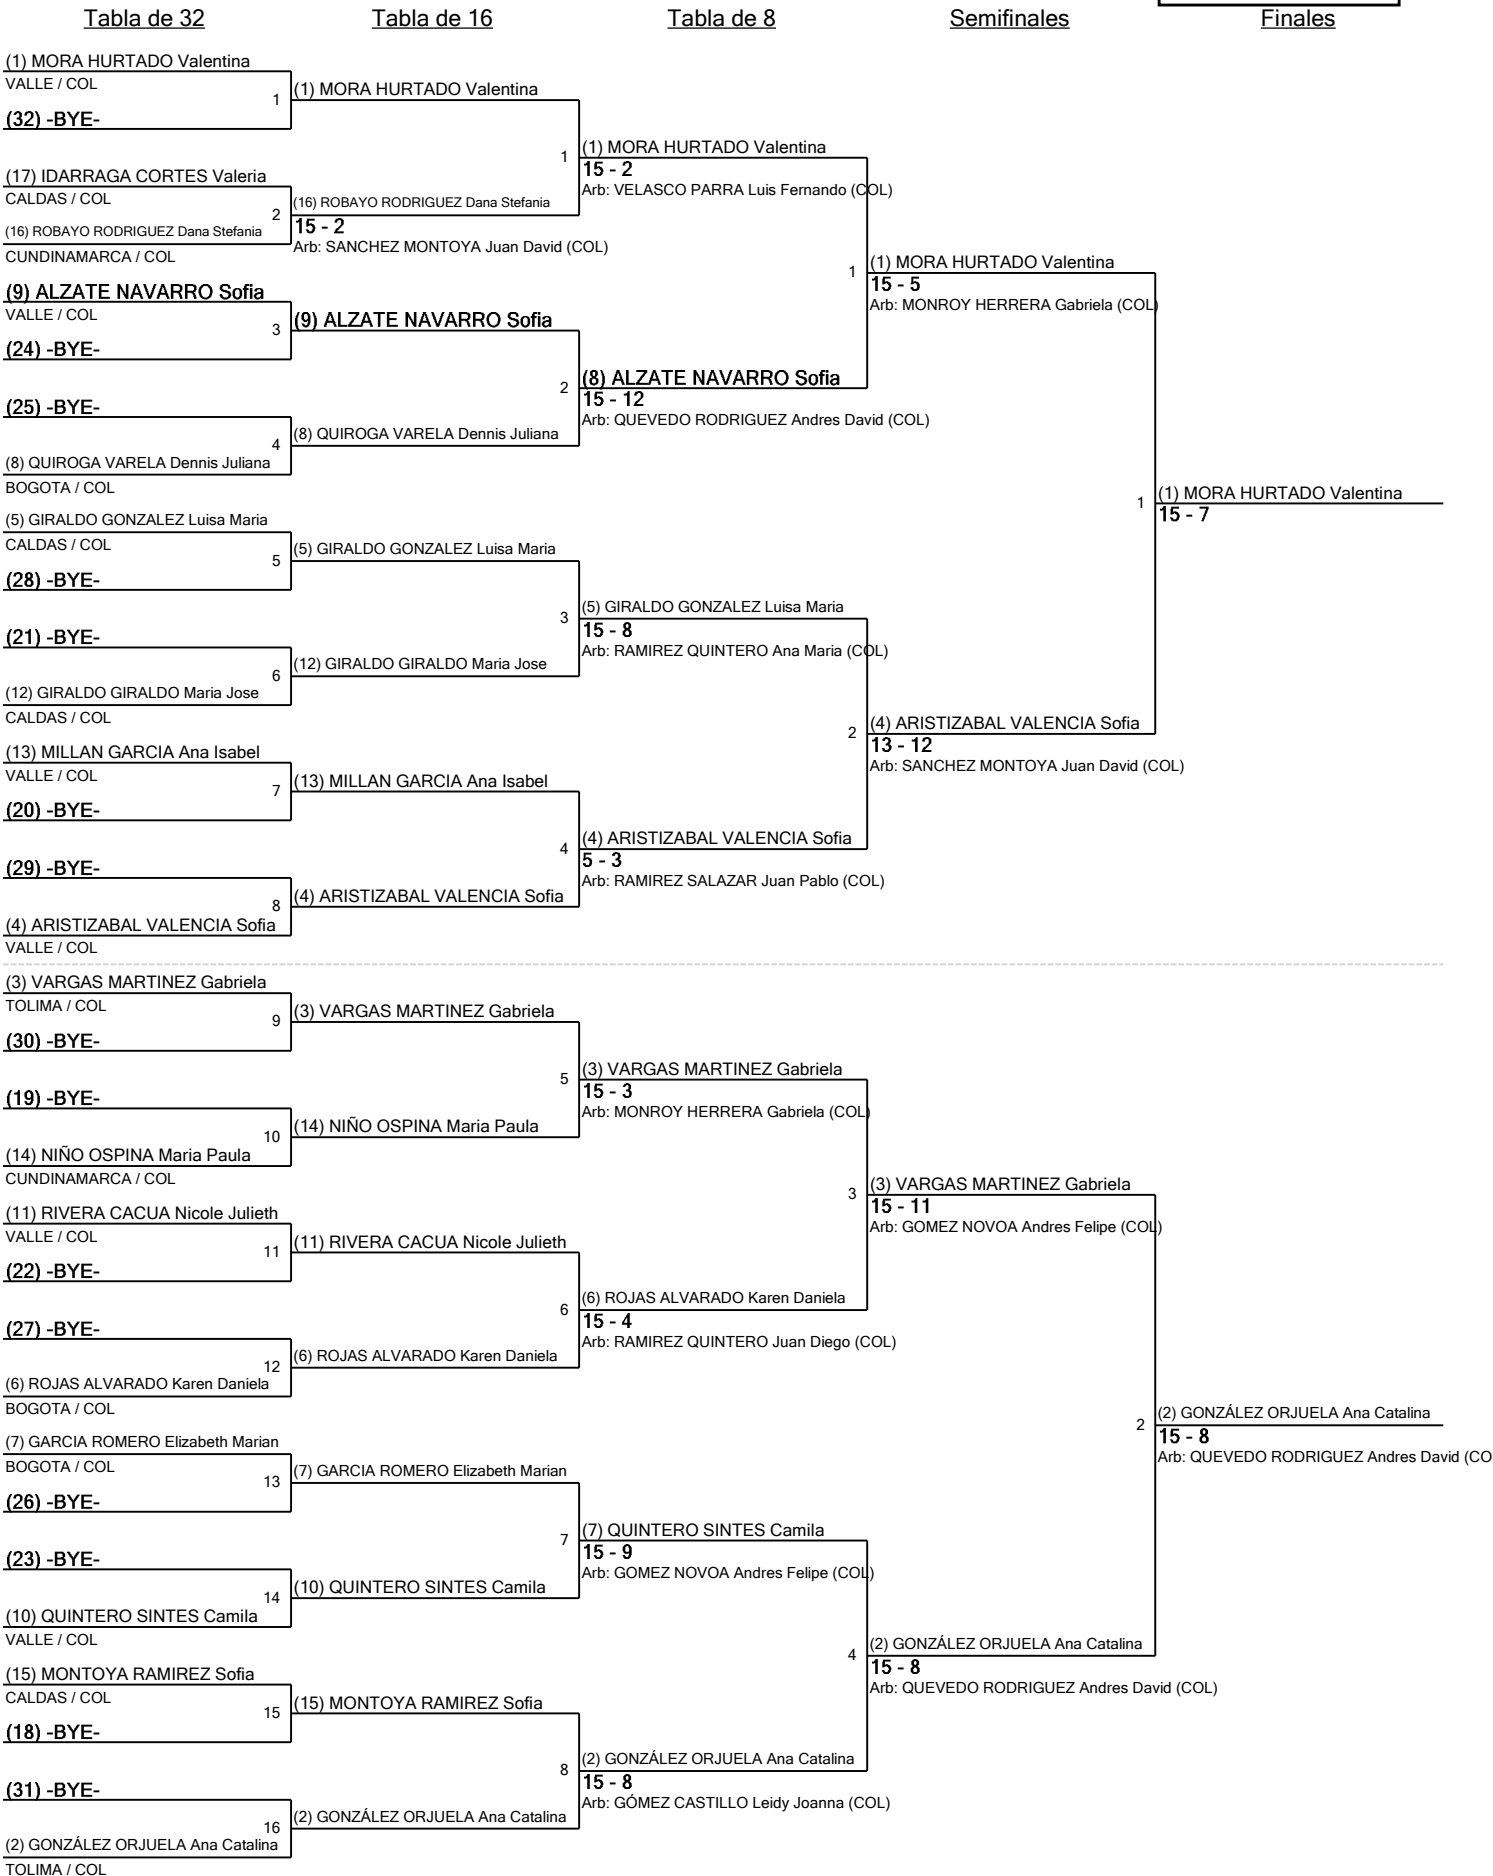 Tabla de 32
Tabla de 16
Tabla de 8
Semifinales
Finales
(1) MORA HURTADO Valentina
VALLE / COL
1
(32) -BYE-
(17) IDARRAGA CORTES Valeria
CALDAS / COL
2
(16) ROBAYO RODRIGUEZ Dana Stefania
CUNDINAMARCA / COL
(9) ALZATE NAVARRO Sofia
VALLE / COL
3
(24) -BYE-
(25) -BYE-
4
(8) QUIROGA VARELA Dennis Juliana
BOGOTA / COL
(5) GIRALDO GONZALEZ Luisa Maria
CALDAS / COL
5
(28) -BYE-
(21) -BYE-
6
(12) GIRALDO GIRALDO Maria Jose
CALDAS / COL
(13) MILLAN GARCIA Ana Isabel
VALLE / COL
7
(20) -BYE-
(29) -BYE-
8
(4) ARISTIZABAL VALENCIA Sofia
VALLE / COL
(3) VARGAS MARTINEZ Gabriela
TOLIMA / COL
9
(30) -BYE-
(19) -BYE-
10
(14) NIÑO OSPINA Maria Paula
CUNDINAMARCA / COL
(11) RIVERA CACUA Nicole Julieth
VALLE / COL
11
(22) -BYE-
(27) -BYE-
12
(6) ROJAS ALVARADO Karen Daniela
BOGOTA / COL
(7) GARCIA ROMERO Elizabeth Marian
BOGOTA / COL
13
(26) -BYE-
(23) -BYE-
14
(10) QUINTERO SINTES Camila
VALLE / COL
(15) MONTOYA RAMIREZ Sofia
CALDAS / COL
15
(18) -BYE-
(31) -BYE-
16
(2) GONZÁLEZ ORJUELA Ana Catalina
TOLIMA / COL
(1) MORA HURTADO Valentina
1
(16) ROBAYO RODRIGUEZ Dana Stefania
15 - 2
Arb: SANCHEZ MONTOYA Juan David (COL)
(9) ALZATE NAVARRO Sofia
2
(8) QUIROGA VARELA Dennis Juliana
(5) GIRALDO GONZALEZ Luisa Maria
3
(12) GIRALDO GIRALDO Maria Jose
(13) MILLAN GARCIA Ana Isabel
4
(4) ARISTIZABAL VALENCIA Sofia
(3) VARGAS MARTINEZ Gabriela
5
(14) NIÑO OSPINA Maria Paula
(11) RIVERA CACUA Nicole Julieth
6
(6) ROJAS ALVARADO Karen Daniela
(7) GARCIA ROMERO Elizabeth Marian
7
(10) QUINTERO SINTES Camila
(15) MONTOYA RAMIREZ Sofia
8
(2) GONZÁLEZ ORJUELA Ana Catalina
(1) MORA HURTADO Valentina
15 - 2
Arb: VELASCO PARRA Luis Fernando (COL)
1
(8) ALZATE NAVARRO Sofia
15 - 12
Arb: QUEVEDO RODRIGUEZ Andres David (COL)
(5) GIRALDO GONZALEZ Luisa Maria
15 - 8
Arb: RAMIREZ QUINTERO Ana Maria (COL)
2
(4) ARISTIZABAL VALENCIA Sofia
5 - 3
Arb: RAMIREZ SALAZAR Juan Pablo (COL)
(3) VARGAS MARTINEZ Gabriela
15 - 3
Arb: MONROY HERRERA Gabriela (COL)
3
(6) ROJAS ALVARADO Karen Daniela
15 - 4
Arb: RAMIREZ QUINTERO Juan Diego (COL)
(7) QUINTERO SINTES Camila
15 - 9
Arb: GOMEZ NOVOA Andres Felipe (COL)
4
(2) GONZÁLEZ ORJUELA Ana Catalina
15 - 8
Arb: GÓMEZ CASTILLO Leidy Joanna (COL)
(1) MORA HURTADO Valentina
15 - 5
Arb: MONROY HERRERA Gabriela (COL)
1
(4) ARISTIZABAL VALENCIA Sofia
13 - 12
Arb: SANCHEZ MONTOYA Juan David (COL)
(3) VARGAS MARTINEZ Gabriela
15 - 11
Arb: GOMEZ NOVOA Andres Felipe (COL)
2
(2) GONZÁLEZ ORJUELA Ana Catalina
15 - 8
Arb: QUEVEDO RODRIGUEZ Andres David (COL)
(1) MORA HURTADO Valentina
15 - 7
(2) GONZÁLEZ ORJUELA Ana Catalina
15 - 8
Arb: QUEVEDO RODRIGUEZ Andres David (CO